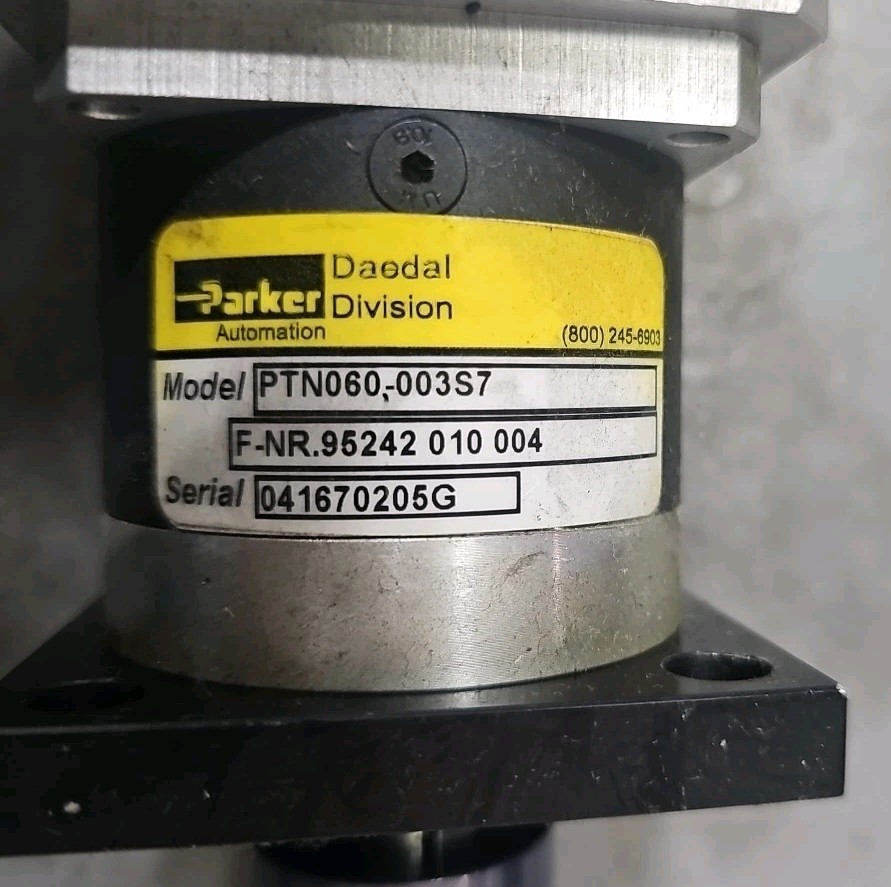 Parker
Daedal
Division
Automation
(800) 245-6903
Model PTN060,-003S7
F-NR.95242 010 004
Serial 041670205G